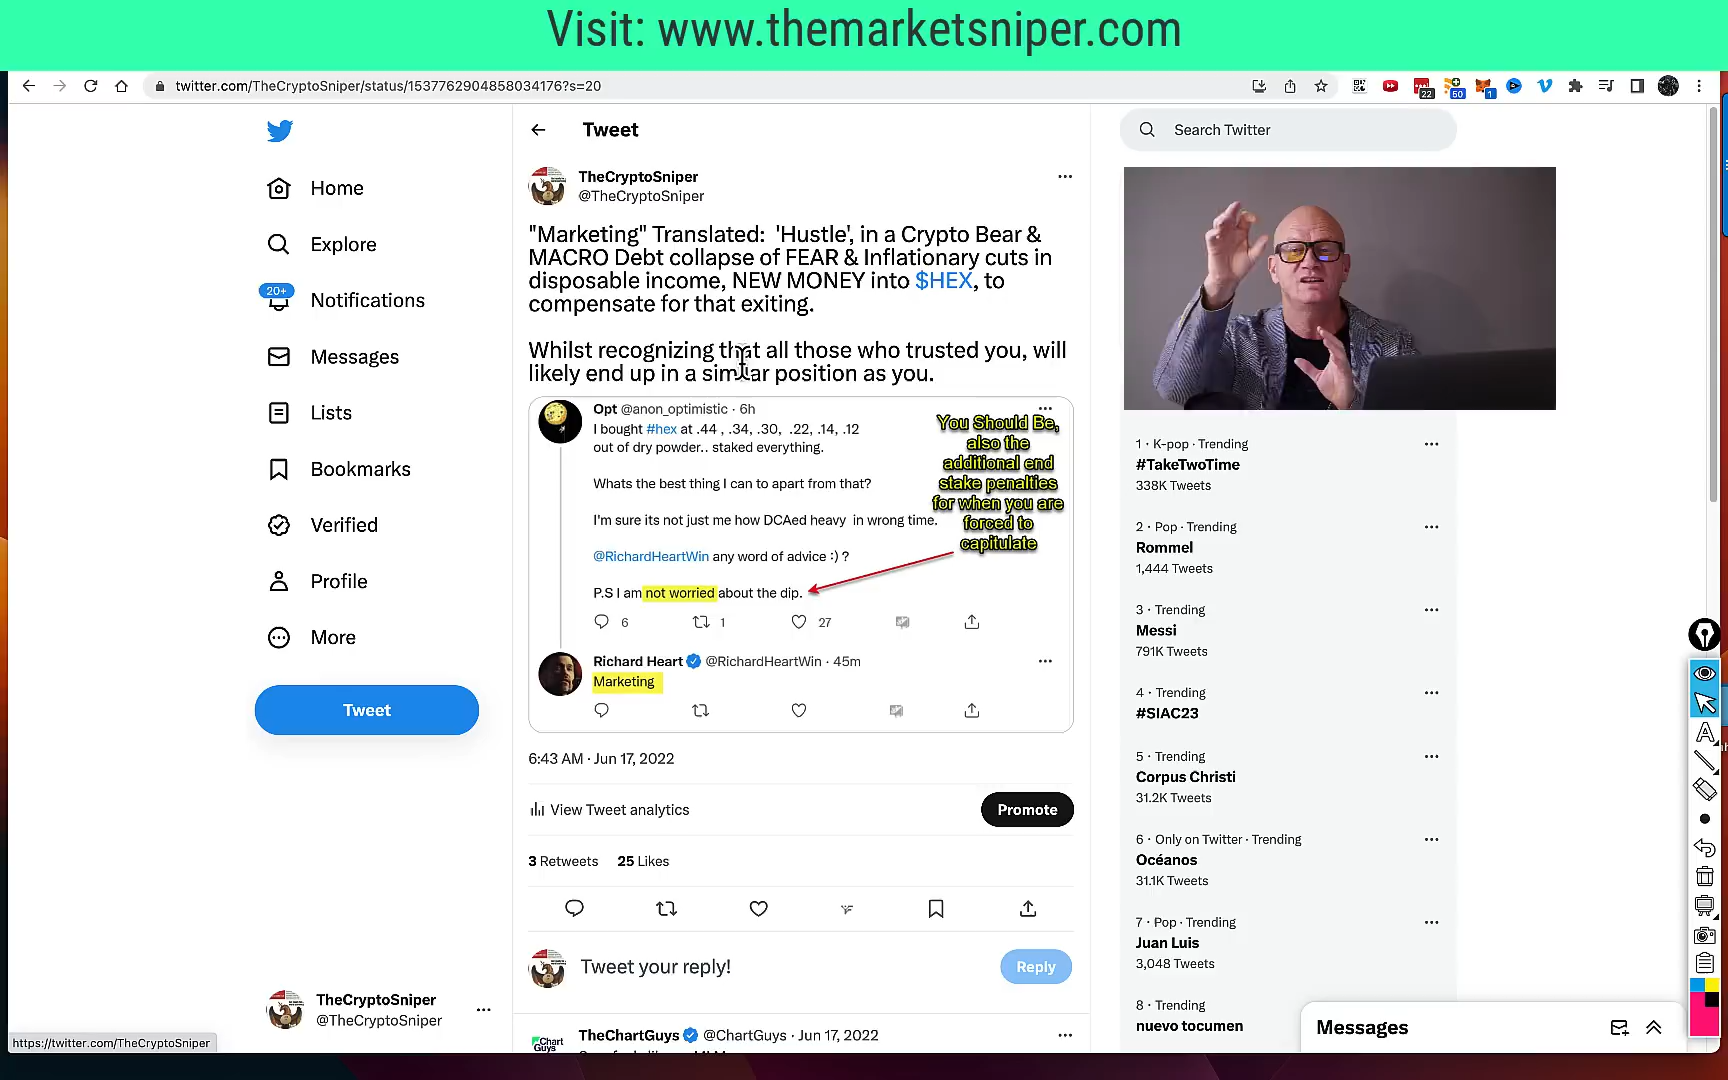 Visit: www.themarketsniper.com
twitter.com/TheCryptoSniper/status/1537762904858034176?s=20
22
50
1
Home
Explore
20+
Notifications
Messages
Lists
Bookmarks
Verified
Profile
More
Tweet
TheCryptoSniper
@TheCryptoSniper
https://twitter.com/TheCryptoSniper
Tweet
TheCryptoSniper
@TheCryptoSniper
"Marketing" Translated:  'Hustle', in a Crypto Bear &
MACRO Debt collapse of FEAR & Inflationary cuts in
disposable income, NEW MONEY into $HEX, to
compensate for that exiting.
Whilst recognizing that all those who trusted you, will
likely end up in a similar position as you.
Opt @anon_optimistic · 6h
I bought #hex at .44 , .34, .30, .22, .14, .12
out of dry powder.. staked everything.
Whats the best thing I can to apart from that?
I'm sure its not just me how DCAed heavy  in wrong time.
@RichardHeartWin any word of advice :) ?
P.S I am not worried about the dip.
You Should Be,
also the
additional end
stake penalties
for when you are
forced to
capitulate
6
1
27
Richard Heart @RichardHeartWin · 45m
Marketing
6:43 AM · Jun 17, 2022
View Tweet analytics
Promote
3 Retweets 25 Likes
Tweet your reply!
Reply
Chart
Guys
TheChartGuys @ChartGuys · Jun 17, 2022
Search Twitter
1 · K-pop · Trending
#TakeTwoTime
338K Tweets
2 · Pop · Trending
Rommel
1,444 Tweets
3 · Trending
Messi
791K Tweets
4 · Trending
#SIAC23
5 · Trending
Corpus Christi
31.2K Tweets
6 · Only on Twitter · Trending
Océanos
31.1K Tweets
7 · Pop · Trending
Juan Luis
3,048 Tweets
8 · Trending
nuevo tocumen
Messages